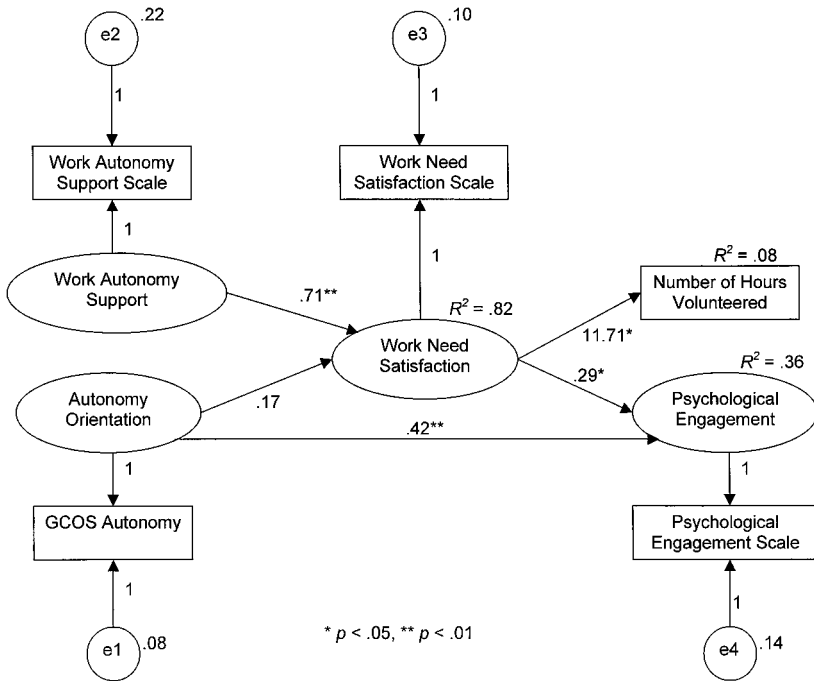 e2
.22
e3
.10
1
1
Work Autonomy
Support Scale
Work Need
Satisfaction Scale
1
1
Work Autonomy
Support
.71**
R² = .82
Work Need
Satisfaction
R² = .08
Number of Hours
Volunteered
11.71*
.29*
R² = .36
Autonomy
Orientation
.17
.42**
Psychological
Engagement
1
1
GCOS Autonomy
Psychological
Engagement Scale
1
1
e1
.08
* p < .05, ** p < .01
e4
.14